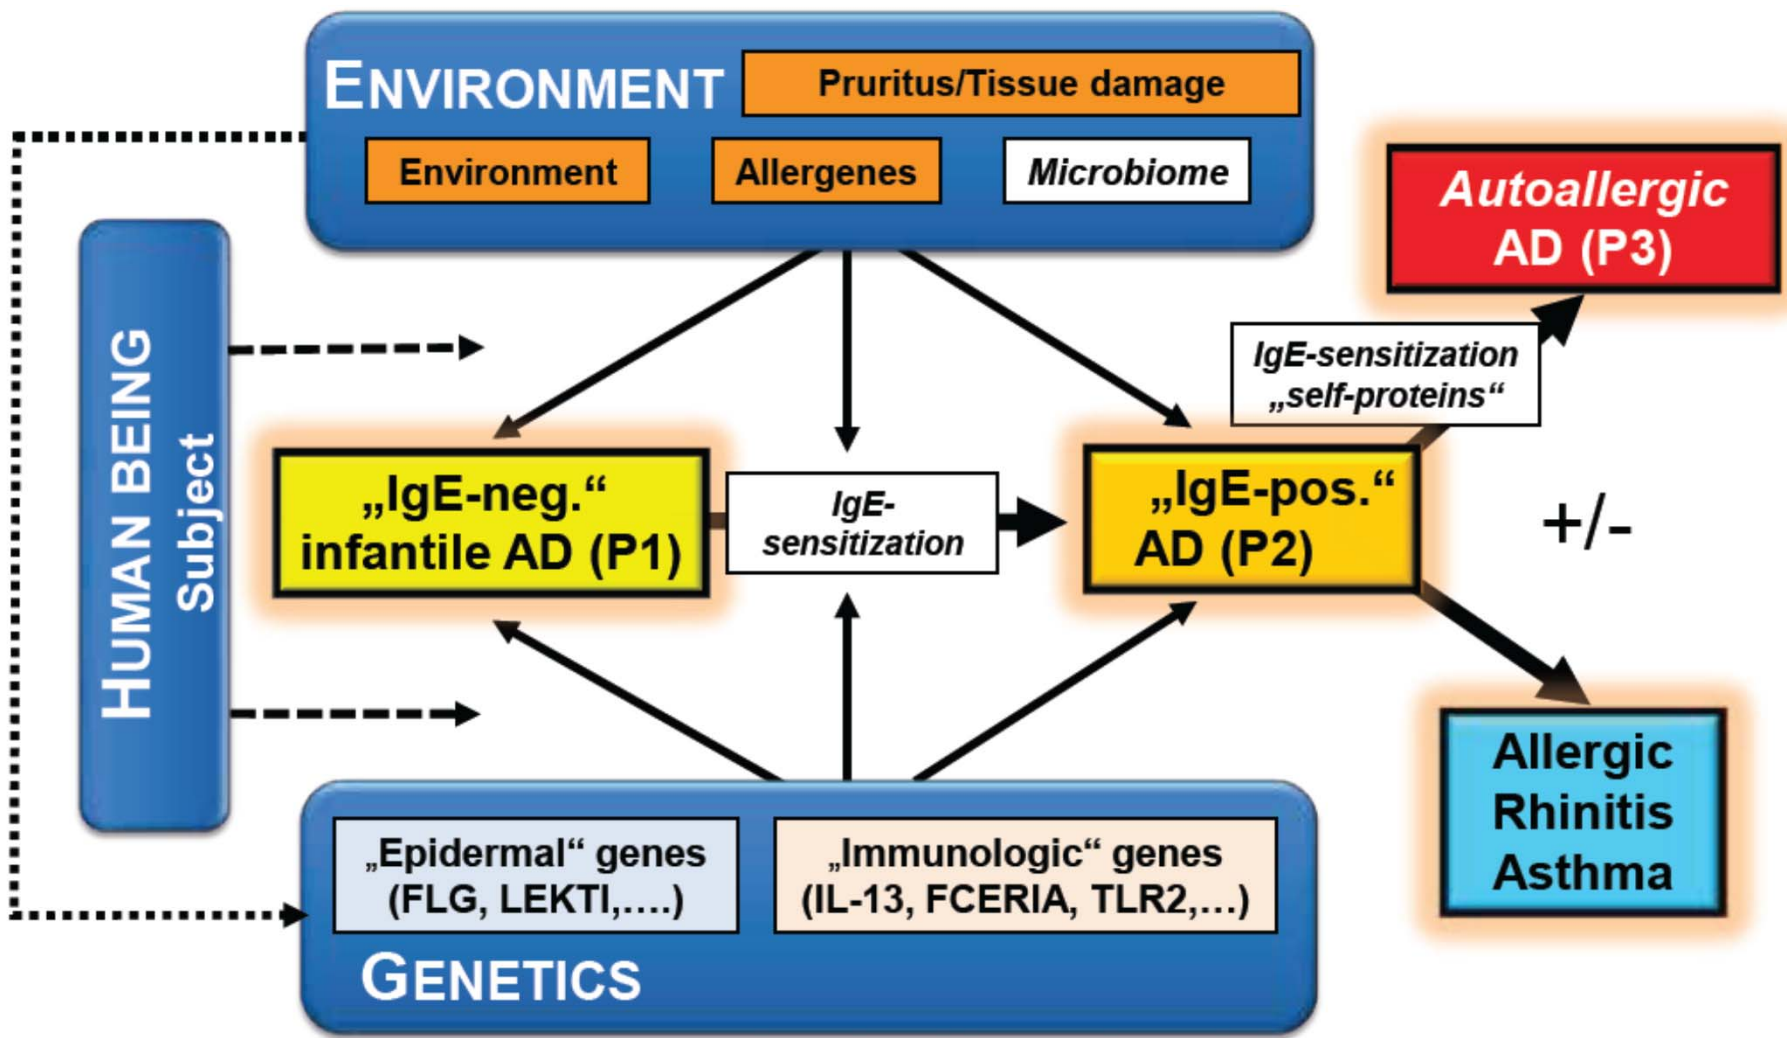 ENVIRONMENT
Pruritus/Tissue damage
Environment
Allergenes
Microbiome
Autoallergic
AD (P3)
HUMAN BEING
Subject
IgE-sensitization
„self-proteins“
„IgE-neg.“
infantile AD (P1)
IgE-
sensitization
„IgE-pos.“
AD (P2)
+/-
Allergic
Rhinitis
Asthma
„Epidermal“ genes
(FLG, LEKTI,....)
„Immunologic“ genes
(IL-13, FCERIA, TLR2,...)
GENETICS